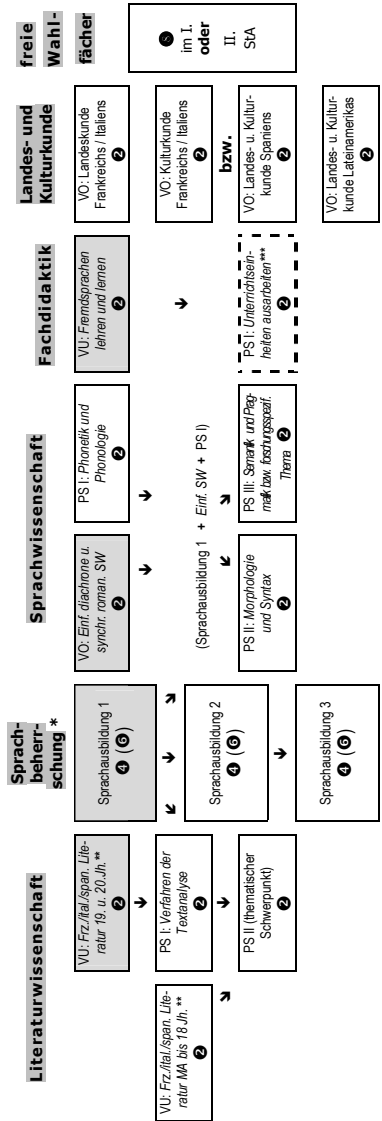 Literaturwissenschaft
VU: Frz./ital./span. Lite-
ratur 19. u. 20.Jh.**
❷
PS I: Verfahren der
Textanalyse
❷
VU: Frz./ital./span. Lite-
ratur MA bis 18 Jh. **
❷
PS II (thematischer
Schwerpunkt)
❷
Sprach-
beherr-
schung *
Sprachausbildung 1
❹ (❻)
Sprachausbildung 2
❹ (❻)
Sprachausbildung 3
❹ (❻)
Sprachwissenschaft
VO: Einf. diachrone u.
synchr. roman. SW
❷
PS I: Phonetik und
Phonologie
❷
(Sprachausbildung 1 + Einf. SW + PS I)
PS II: Morphologie
und Syntax
❷
PS III: Semantik und Prag-
matik bzw. forschungsspezif.
Thema ❷
Fachdidaktik
VU: Fremdsprachen
lehren und lernen
❷
PS I: Unterrichtsein-
heiten ausarbeiten***
❷
Landes- und
Kulturkunde
VO: Landeskunde
Frankreichs / Italiens
❷
VO: Kulturkunde
Frankreichs / Italiens
❷
bzw.
VO: Landes- u. Kultur-
kunde Spaniens
❷
VO: Landes- u. Kultur-
kunde Lateinamerikas
❷
freie
Wahl-
fächer
❽
im I.
oder
II.
StA